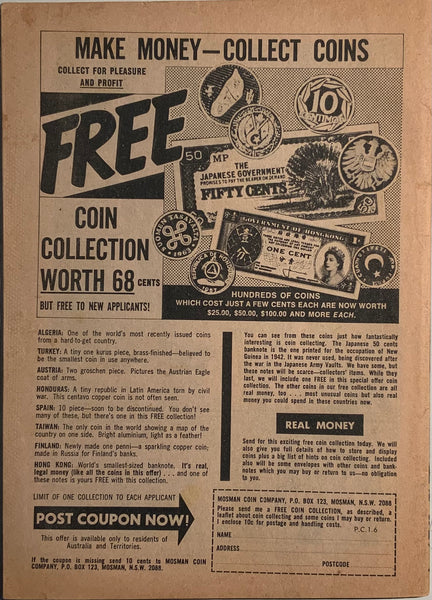 MAKE MONEY—COLLECT COINS
COLLECT FOR PLEASURE
AND PROFIT
FREE
COIN
COLLECTION
WORTH 68 CENTS
BUT FREE TO NEW APPLICANTS!
10
50
MP
THE
JAPANESE GOVERNMENT
PROMISES TO PAY THE BEARER ON DEMAND
FIFTY CENTS
GOVERNMENT OF HONGKONG
ONE CENT
SUOMEN TASAVALTA
1963
HUNDREDS OF COINS
WHICH COST JUST A FEW CENTS EACH ARE NOW WORTH
$25.00, $50.00, $100.00 AND MORE EACH.
ALGERIA: One of the world's most recently issued coins
from a hard-to-get country.
TURKEY: A tiny one kurus piece, brass-finished—believed to
be the smallest coin in use anywhere.
AUSTRIA: Two groschen piece. Pictures the Austrian Eagle
coat of arms.
HONDURAS: A tiny republic in Latin America torn by civil
war. This centavo copper coin is not often seen.
SPAIN: 10 piece—soon to be discontinued. You don't see
many of these, but there's one in this FREE collection!
TAIWAN: The only coin in the world showing a map of the
country on one side. Bright aluminium, light as a feather!
FINLAND: Newly made one penni—a sparkling copper coin;
made in Russia for Finland's banks.
HONG KONG: World's smallest-sized banknote. It's real,
legal money (like all the coins in this offer) . . . and one of
these notes is yours FREE with this collection.
LIMIT OF ONE COLLECTION TO EACH APPLICANT
POST COUPON NOW!
This offer is available only to residents of
Australia and Territories.
If the coupon is missing send 10 cents to MOSMAN COIN
COMPANY, P.O. BOX 123, MOSMAN, N.S.W. 2088.
You can see from these coins just how fantastically
interesting is coin collecting. The Japanese 50 cents
banknote is the one printed for the occupation of New
Guinea in 1942. It was never used, being discovered after
the war in the Japanese Army Vaults. We have some, but
these notes will be scarce—collectors' items. While they
last, we will include one FREE in this special offer coin
collection. The other coins in our free collection are all
real money, too . . . most unusual coins but also real
money you could spend in these countries now.
REAL MONEY
Send for this exciting free coin collection today. We will
also give you full details of how to store and display
coins plus a big list of hints on coin collecting. Included
also will be some envelopes with other coins and bank-
notes which you may buy or return to us—no obligation
to you.
MOSMAN COIN COMPANY, P.O. BOX 123, MOSMAN, N.S.W. 2088
Please send me a FREE COIN COLLECTION, as described, a
leaflet about coin collecting and some coins I may buy or return.
I enclose 10c for postage and handling costs.
P.C.1.6
NAME
ADDRESS
POSTCODE